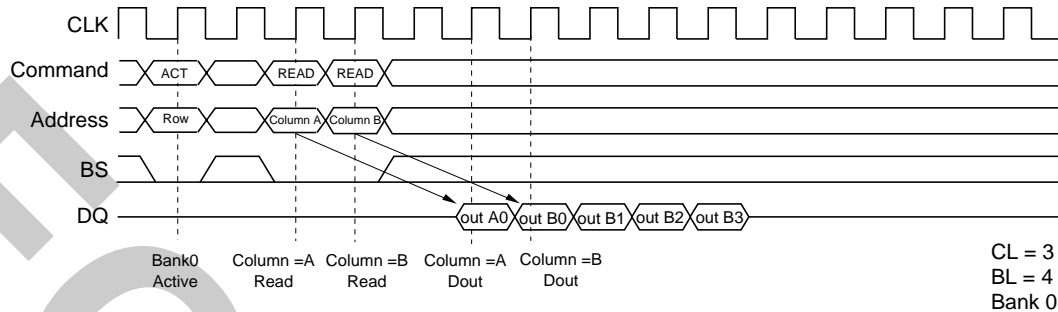 CLK
Command ACT READ READ
Address Row Column A Column B
BS
DQ out A0 out B0 out B1 out B2 out B3
Bank0 Column =A Column =B Column =A Column =B
Active Read Read Dout Dout
CL = 3
BL = 4
Bank 0